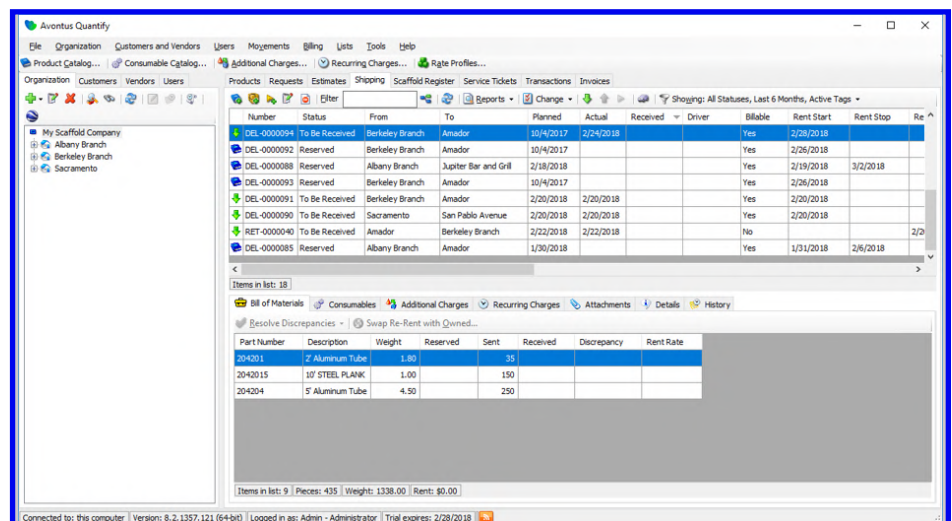 Avontus Quantify
File Organization Customers and Vendors Users Movements Billing Lists Tools Help
Product Catalog... Consumable Catalog... Additional Charges... Recurring Charges... Rate Profiles...
Organization Customers Vendors Users Products Requests Estimates Shipping Scaffold Register Service Tickets Transactions Invoices
Filter Reports Change Showing: All Statuses, Last 6 Months, Active Tags
Number Status From To Planned Actual Received Driver Billable Rent Start Rent Stop Re
My Scaffold Company
Albany Branch
Berkeley Branch
Sacramento
DEL-0000094 To Be Received Berkeley Branch Amador 10/4/2017 2/24/2018 Yes 2/28/2018
DEL-0000092 Reserved Berkeley Branch Amador 10/4/2017 Yes 2/26/2018
DEL-0000088 Reserved Albany Branch Jupiter Bar and Grill 2/18/2018 Yes 2/19/2018 3/2/2018
DEL-0000093 Reserved Berkeley Branch Amador 10/4/2017 Yes 2/26/2018
DEL-0000091 To Be Received Berkeley Branch Amador 2/20/2018 2/20/2018 Yes 2/20/2018
DEL-0000090 To Be Received Sacramento San Pablo Avenue 2/20/2018 2/20/2018 Yes 2/20/2018
RET-0000040 To Be Received Amador Berkeley Branch 2/22/2018 2/22/2018 No
DEL-0000085 Reserved Albany Branch Amador 1/30/2018 Yes 1/31/2018 2/6/2018
Items in list: 18
Bill of Materials Consumables Additional Charges Recurring Charges Attachments Details History
Resolve Discrepancies Swap Re-Rent with Owned...
Part Number Description Weight Reserved Sent Received Discrepancy Rent Rate
204201 2' Aluminum Tube 1.80 35
2042015 10' STEEL PLANK 1.00 150
204204 5' Aluminum Tube 4.50 250
Items in list: 9 Pieces: 435 Weight: 1338.00 Rent: $0.00
Connected to: this computer Version: 8.2.1357.121 (64-bit) Logged in as: Admin - Administrator Trial expires: 2/28/2018